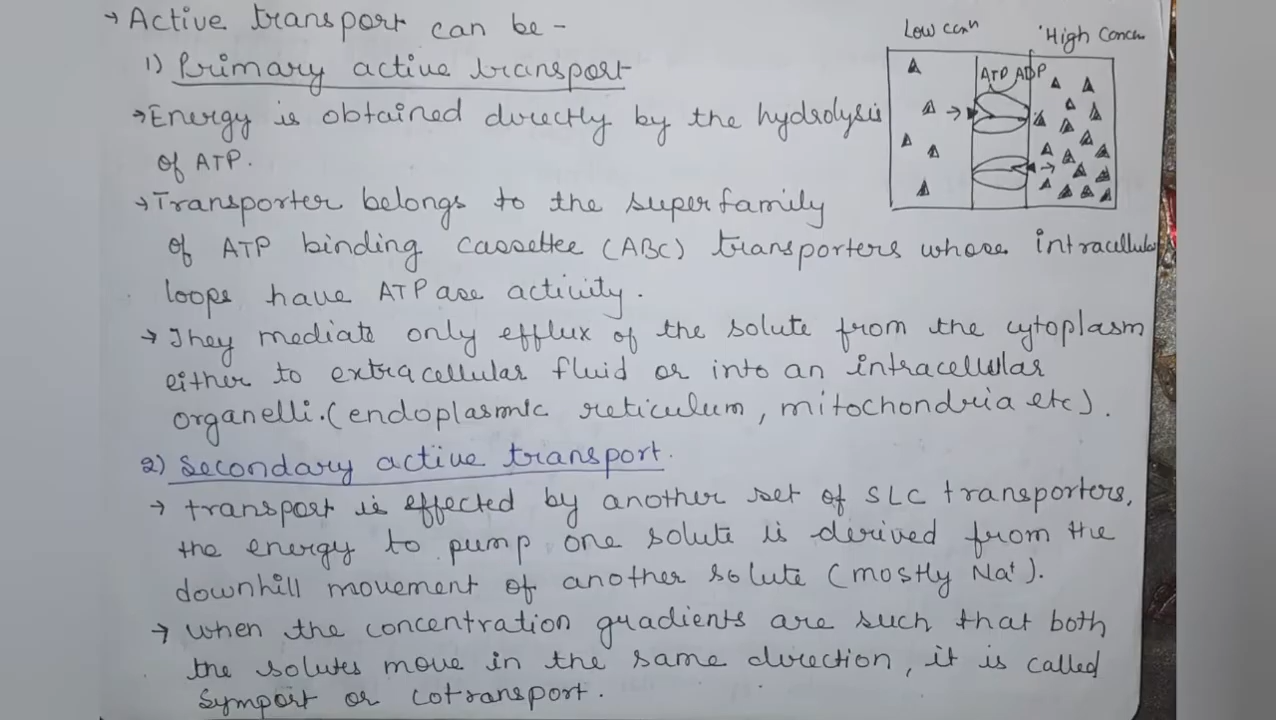 → Active transport can be -
Low concn
High Concn
ATP ADP
1) Primary active transport
→ Energy is obtained directly by the hydrolysis
of ATP.
→ Transporter belongs to the superfamily
of ATP binding cassettee (ABC) transporters whose intracellular
loops have ATPase activity.
→ They mediate only efflux of the solute from the cytoplasm
either to extracellular fluid or into an intracellular
organelli. (endoplasmic reticulum, mitochondria etc).
2) Secondary active transport.
→ transport is effected by another set of SLC transporters,
the energy to pump one solute is derived from the
downhill movement of another solute (mostly Na⁺).
→ when the concentration gradients are such that both
the solutes move in the same direction, it is called
Symport or cotransport.